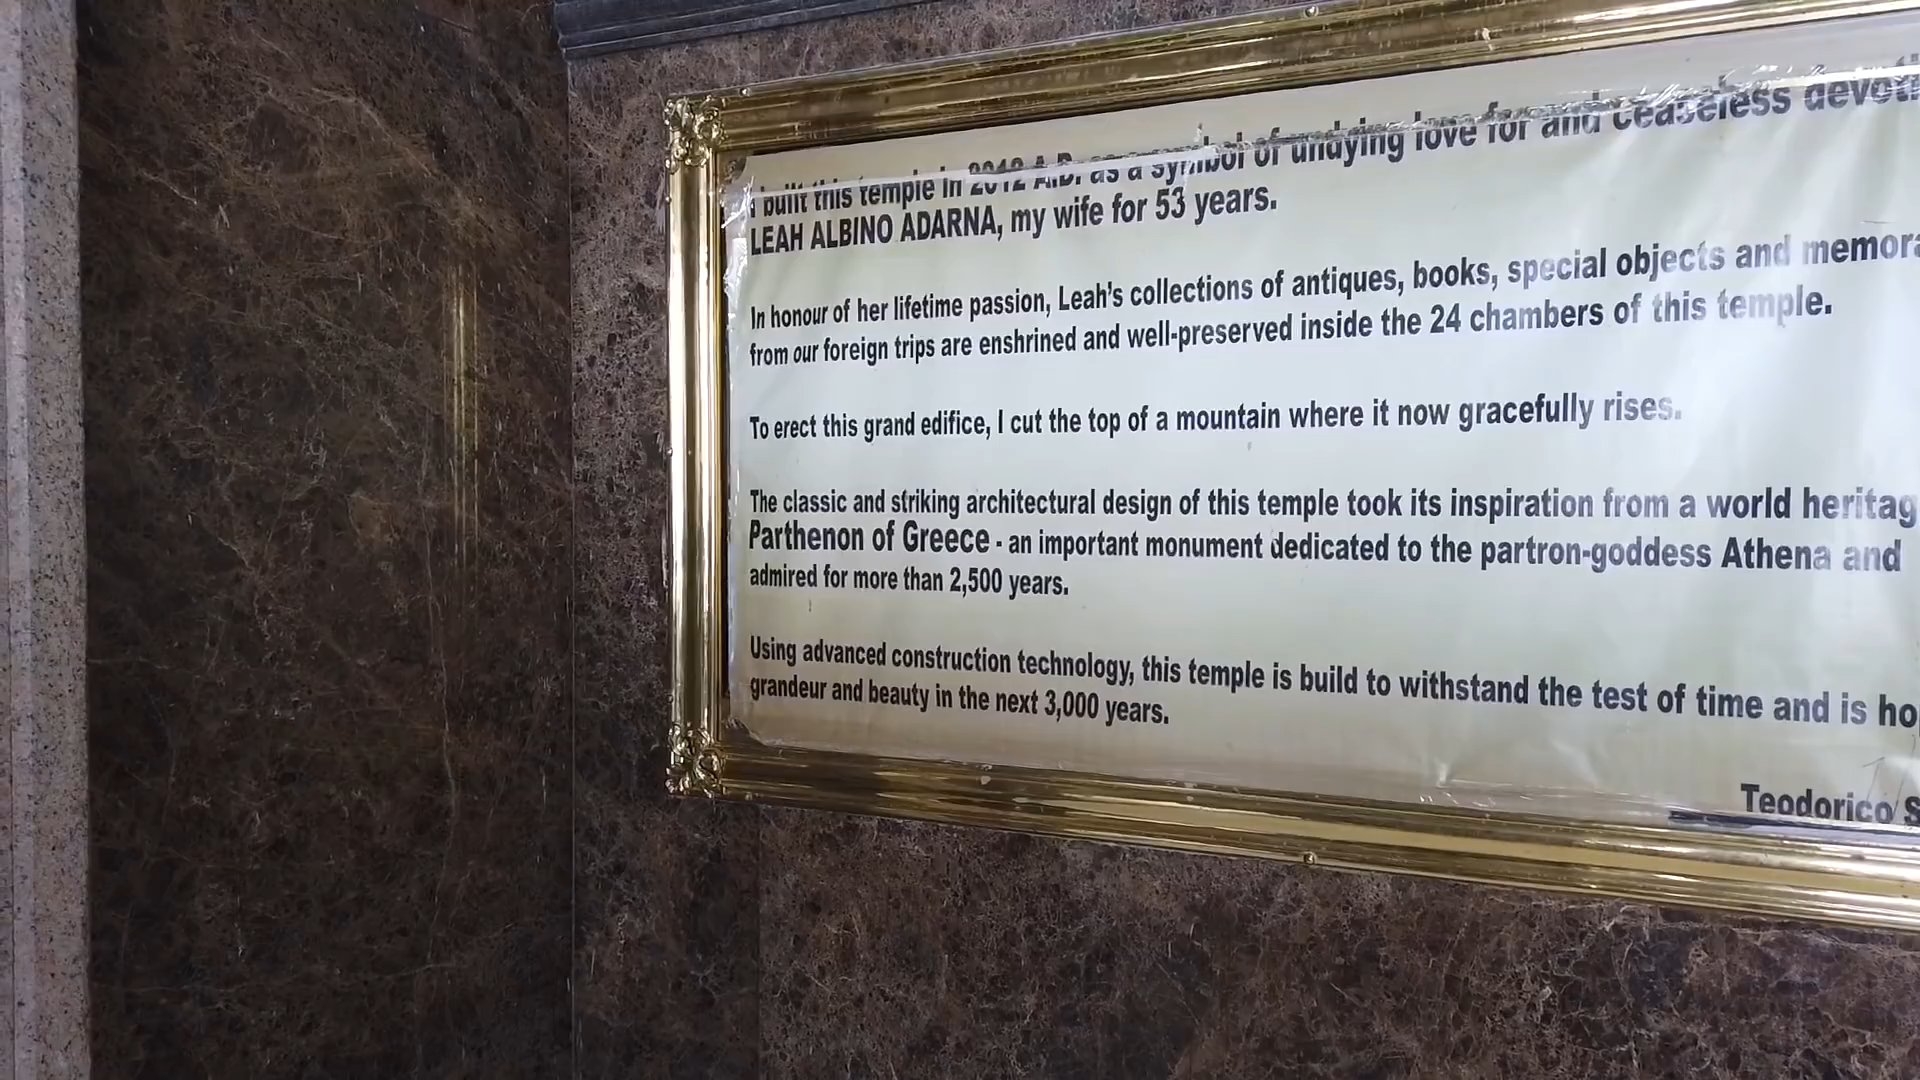 I built this temple in 2012 A.D. as a symbol of undying love for and ceaseless devoti
LEAH ALBINO ADARNA, my wife for 53 years.
In honour of her lifetime passion, Leah's collections of antiques, books, special objects and memora
from our foreign trips are enshrined and well-preserved inside the 24 chambers of this temple.
To erect this grand edifice, I cut the top of a mountain where it now gracefully rises.
The classic and striking architectural design of this temple took its inspiration from a world heritag
Parthenon of Greece - an important monument dedicated to the partron-goddess Athena and
admired for more than 2,500 years.
Using advanced construction technology, this temple is build to withstand the test of time and is ho
grandeur and beauty in the next 3,000 years.
Teodorico S